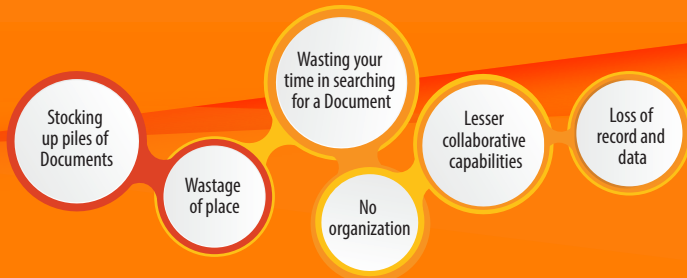 Stocking
up piles of
Documents
Wastage
of place
Wasting your
time in searching
for a Document
No
organization
Lesser
collaborative
capabilities
Loss of
record and
data